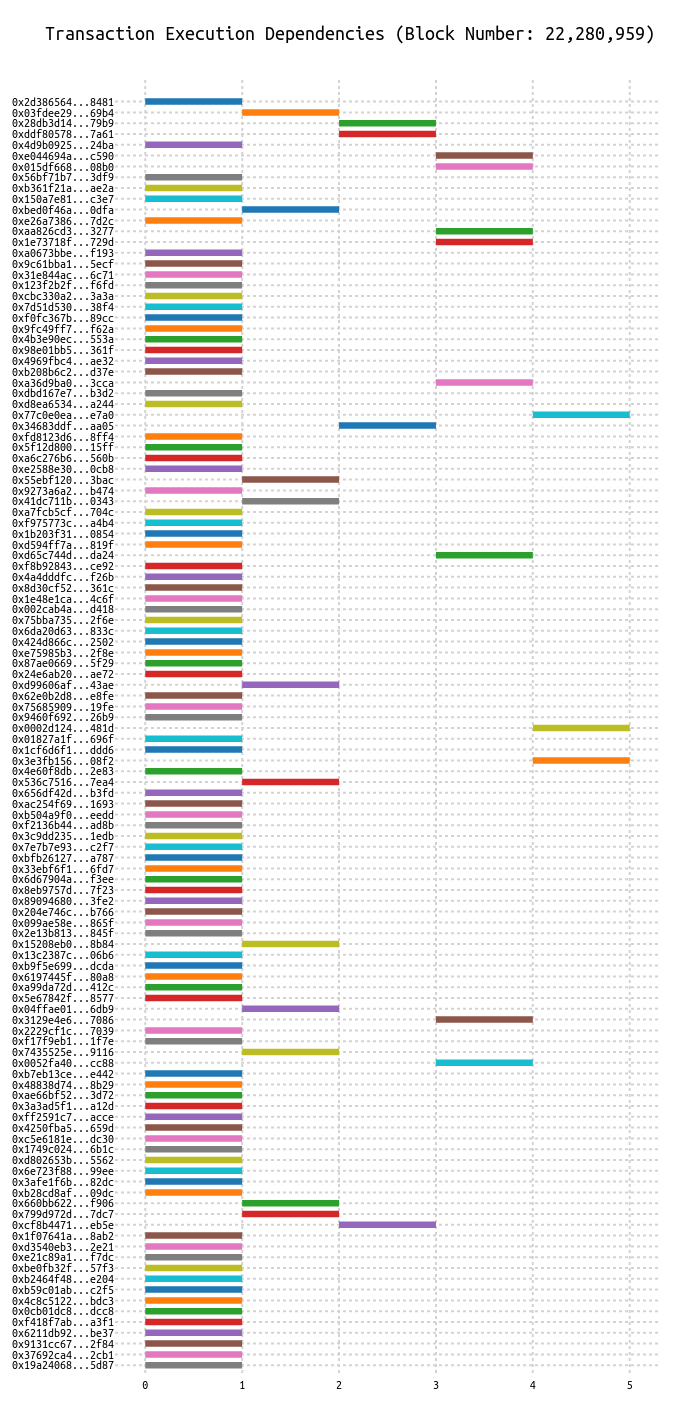 Transaction Execution Dependencies (Block Number: 22,280,959)
0x2d386564...8481
0x03fdee29...69b4
0x28db3d14...79b9
0xddf80578...7a61
0x4d9b0925...24ba
0xe044694a...c590
0x015df668...08b0
0x56bf71b7...3df9
0xb361f21a...ae2a
0x150a7e81...c3e7
0xbed0f46a...0dfa
0xe26a7386...7d2c
0xaa826cd3...3277
0x1e73718f...729d
0xa0673bbe...f193
0x9c61bba1...5ecf
0x31e844ac...6c71
0x123f2b2f...f6fd
0xcbc330a2...3a3a
0x7d51d530...38f4
0xf0fc367b...89cc
0x9fc49ff7...f62a
0x4b3e90ec...553a
0x98e01bb5...361f
0x4969fbc4...ae32
0xb208b6c2...d37e
0xa36d9ba0...3cca
0xdbd167e7...b3d2
0xd8ea6534...a244
0x77c0e0ea...e7a0
0x34683ddf...aa05
0xfd8123d6...8ff4
0x5f12d800...15ff
0xa6c276b6...560b
0xe2588e30...0cb8
0x55ebf120...3bac
0x9273a6a2...b474
0x41dc711b...0343
0xa7fcb5cf...704c
0xf975773c...a4b4
0x1b203f31...0854
0xd594ff7a...819f
0xd65c744d...da24
0xf8b92843...ce92
0x4a4dddfc...f26b
0x8d30cf52...361c
0x1e48e1ca...4c6f
0x002cab4a...d418
0x75bba735...2f6e
0x6da20d63...833c
0x424d866c...2502
0xe75985b3...2f8e
0x87ae0669...5f29
0x24e6ab20...ae72
0xd99606af...43ae
0x62e0b2d8...e8fe
0x75685909...19fe
0x9460f692...26b9
0x0002d124...481d
0x01827a1f...696f
0x1cf6d6f1...ddd6
0x3e3fb156...08f2
0x4e60f8db...2e83
0x536c7516...7ea4
0x656df42d...b3fd
0xac254f69...1693
0xb504a9f0...eedd
0xf2136b44...ad8b
0x3c9dd235...1edb
0x7e7b7e93...c2f7
0xbfb26127...a787
0x33ebf6f1...6fd7
0x6d67904a...f3ee
0x8eb9757d...7f23
0x89094680...3fe2
0x204e746c...b766
0x099ae58e...865f
0x2e13b813...845f
0x15208eb0...8b84
0x13c2387c...06b6
0xb9f5e699...dcda
0x6197445f...80a8
0xa99da72d...412c
0x5e67842f...8577
0x04ffae01...6db9
0x3129e4e6...7086
0x2229cf1c...7039
0xf17f9eb1...1f7e
0x7435525e...9116
0x0052fa40...cc88
0xb7eb13ce...e442
0x48838d74...8b29
0xae66bf52...3d72
0x3a3ad5f1...a12d
0xff2591c7...acce
0x4250fba5...659d
0xc5e6181e...dc30
0x1749c024...6b1c
0xd802653b...5562
0x6e723f88...99ee
0x3afe1f6b...82dc
0xb28cd8af...09dc
0x660bb622...f906
0x799d972d...7dc7
0xcf8b4471...eb5e
0x1f07641a...8ab2
0xd3540eb3...2e21
0xe21c89a1...f7dc
0xbe0fb32f...57f3
0xb2464f48...e204
0xb59c01ab...c2f5
0x4c8c5122...bdc3
0x0cb01dc8...dcc8
0xf418f7ab...a3f1
0x6211db92...be37
0x9131cc67...2f84
0x37692ca4...2cb1
0x19a24068...5d87
0 1 2 3 4 5